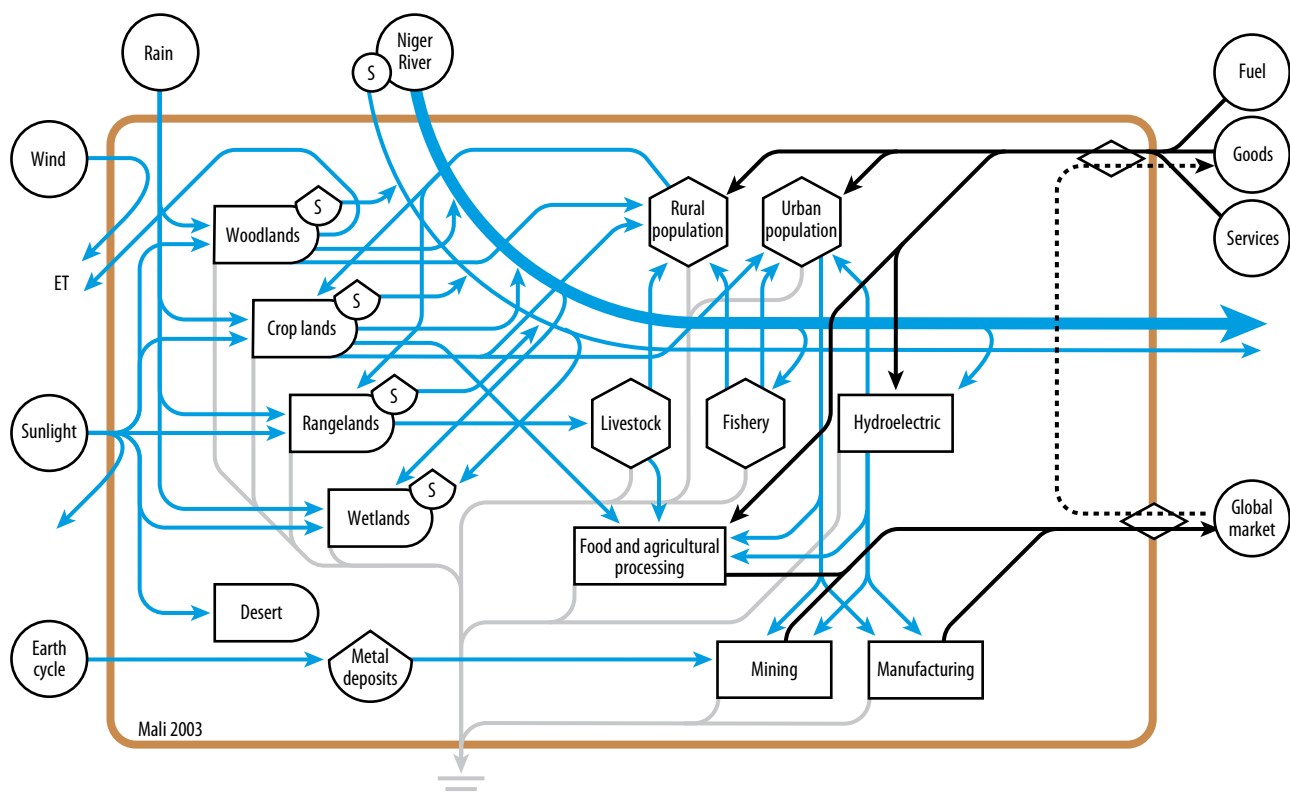 Rain
Niger
River
S
Fuel
Goods
Services
Wind
S
Woodlands
Rural
population
Urban
population
ET
S
Crop lands
S
Rangelands
Livestock
Fishery
Hydroelectric
Sunlight
S
Wetlands
Food and agricultural
processing
Global
market
Desert
Earth
cycle
Metal
deposits
Mining
Manufacturing
Mali 2003